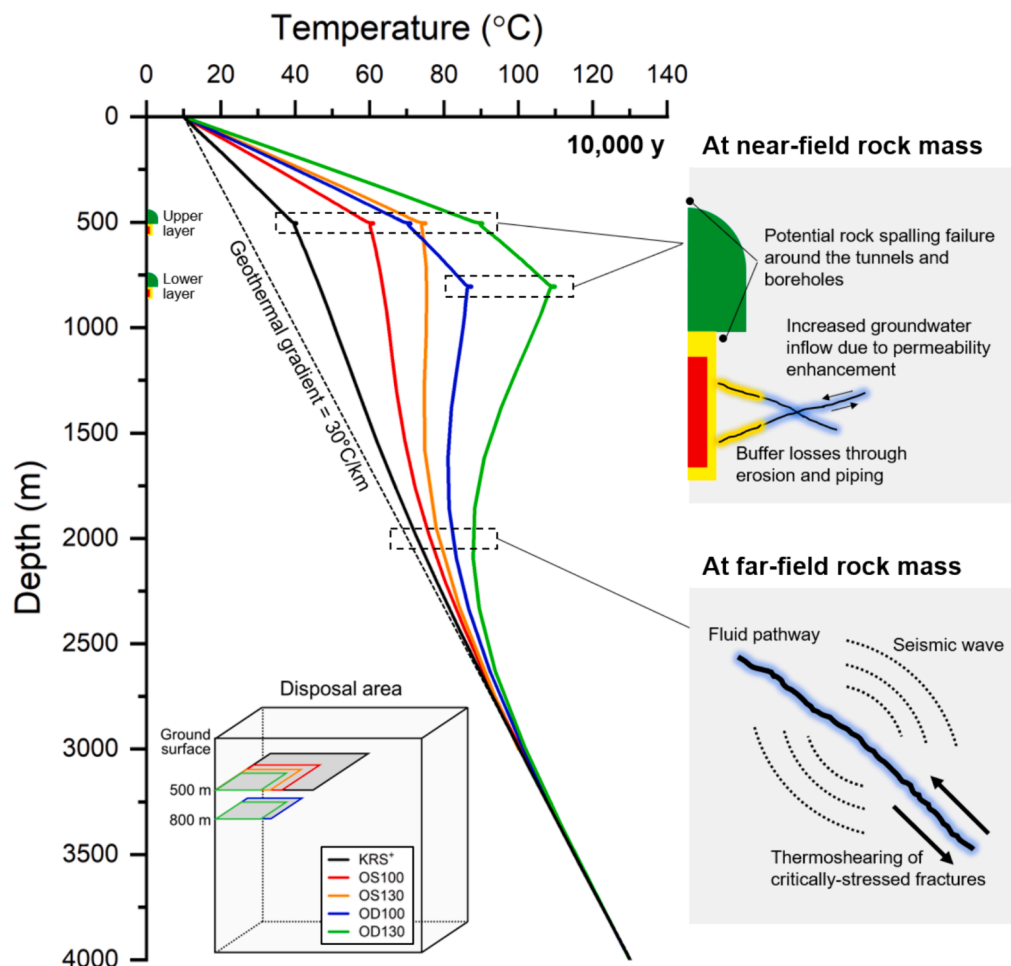 Temperature (°C)
0 20 40 60 80 100 120 140
Depth (m)
0
500
1000
1500
2000
2500
3000
3500
4000
10,000 y
Upper
layer
Lower
layer
Geothermal gradient = 30°C/km
At near-field rock mass
Potential rock spalling failure
around the tunnels and
boreholes
Increased groundwater
inflow due to permeability
enhancement
Buffer losses through
erosion and piping
At far-field rock mass
Fluid pathway
Seismic wave
Thermoshearing of
critically-stressed fractures
Disposal area
Ground
surface
500 m
800 m
KRS⁺
OS100
OS130
OD100
OD130